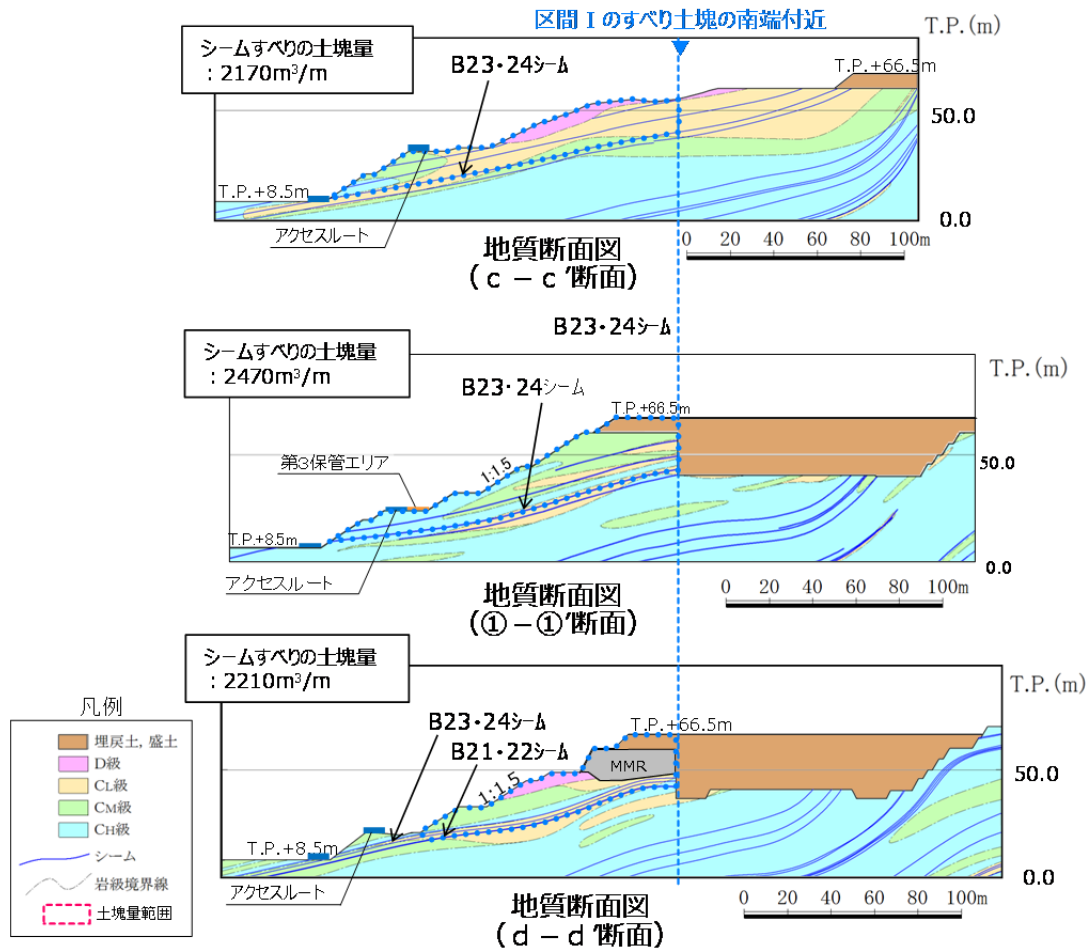 区間Ⅰのすべり土塊の南端付近
T.P.(m)
シームすべりの土塊量
:2170m³/m
B23・24シーム
T.P.+66.5m
50.0
T.P.+8.5m
0.0
アクセスルート
地質断面図
(c-c'断面)
0 20 40 60 80 100m
B23・24シーム
シームすべりの土塊量
:2470m³/m
T.P.(m)
B23・24シーム
T.P.+66.5m
第3保管エリア
1:1.5
50.0
T.P.+8.5m
0.0
アクセスルート
地質断面図
(①-①'断面)
0 20 40 60 80 100m
シームすべりの土塊量
:2210m³/m
T.P.(m)
B23・24シーム
T.P.+66.5m
B21・22シーム
MMR
1:1.5
50.0
T.P.+8.5m
0.0
アクセスルート
地質断面図
(d-d'断面)
0 20 40 60 80 100m
凡例
埋戻土,盛土
D級
CL級
CM級
CH級
シーム
岩級境界線
土塊量範囲